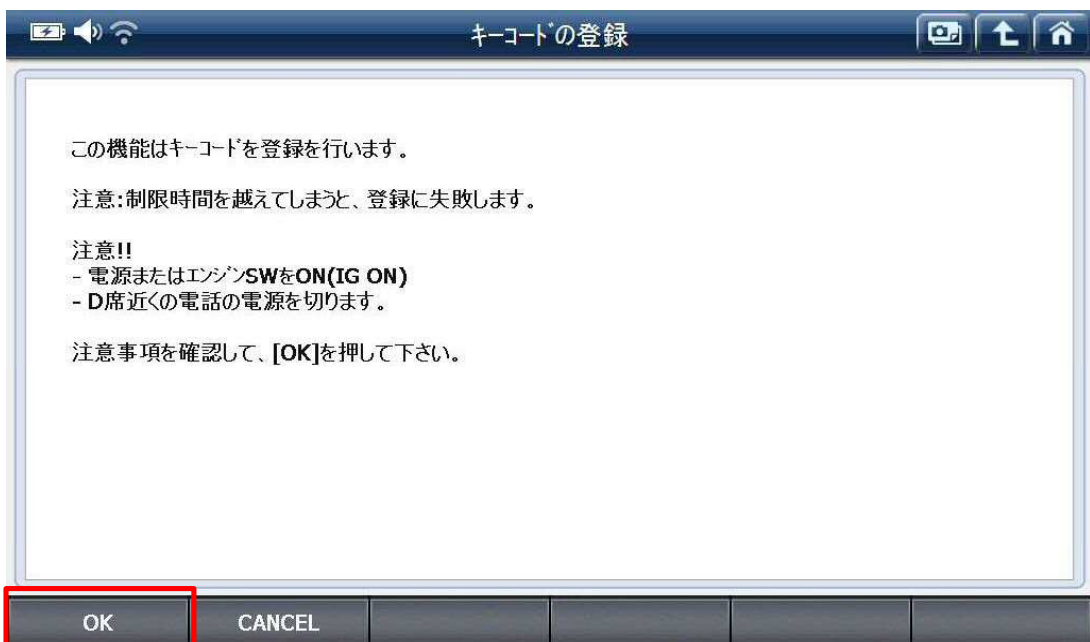 キーコードの登録
この機能はキーコードを登録を行います。
注意:制限時間を越えてしまうと、登録に失敗します。
注意!!
- 電源またはエンジンSWをON(IG ON)
- D席近くの電話の電源を切ります。
注意事項を確認して、[OK]を押して下さい。
OK
CANCEL